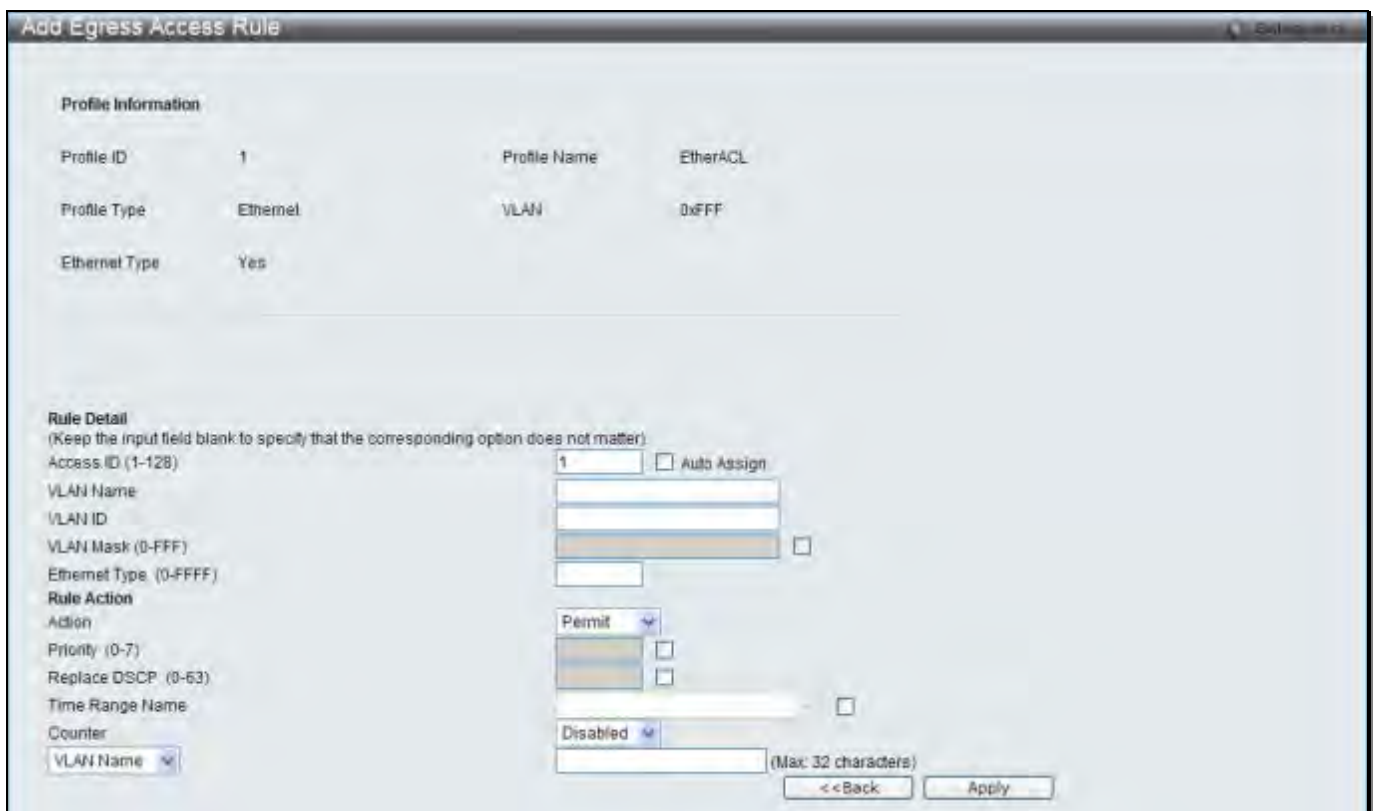 Add Egress Access Rule
Profile Information
Profile ID 1 Profile Name EtherACL
Profile Type Ethernet VLAN 0xFFF
Ethernet Type Yes
Rule Detail
(Keep the input field blank to specify that the corresponding option does not matter)
Access ID (1-128) 1 Auto Assign
VLAN Name
VLAN ID
VLAN Mask (0-FFF)
Ethernet Type (0-FFFF)
Rule Action
Action Permit
Priority (0-7)
Replace DSCP (0-63)
Time Range Name
Counter Disabled
VLAN Name (Max: 32 characters)
<<Back Apply